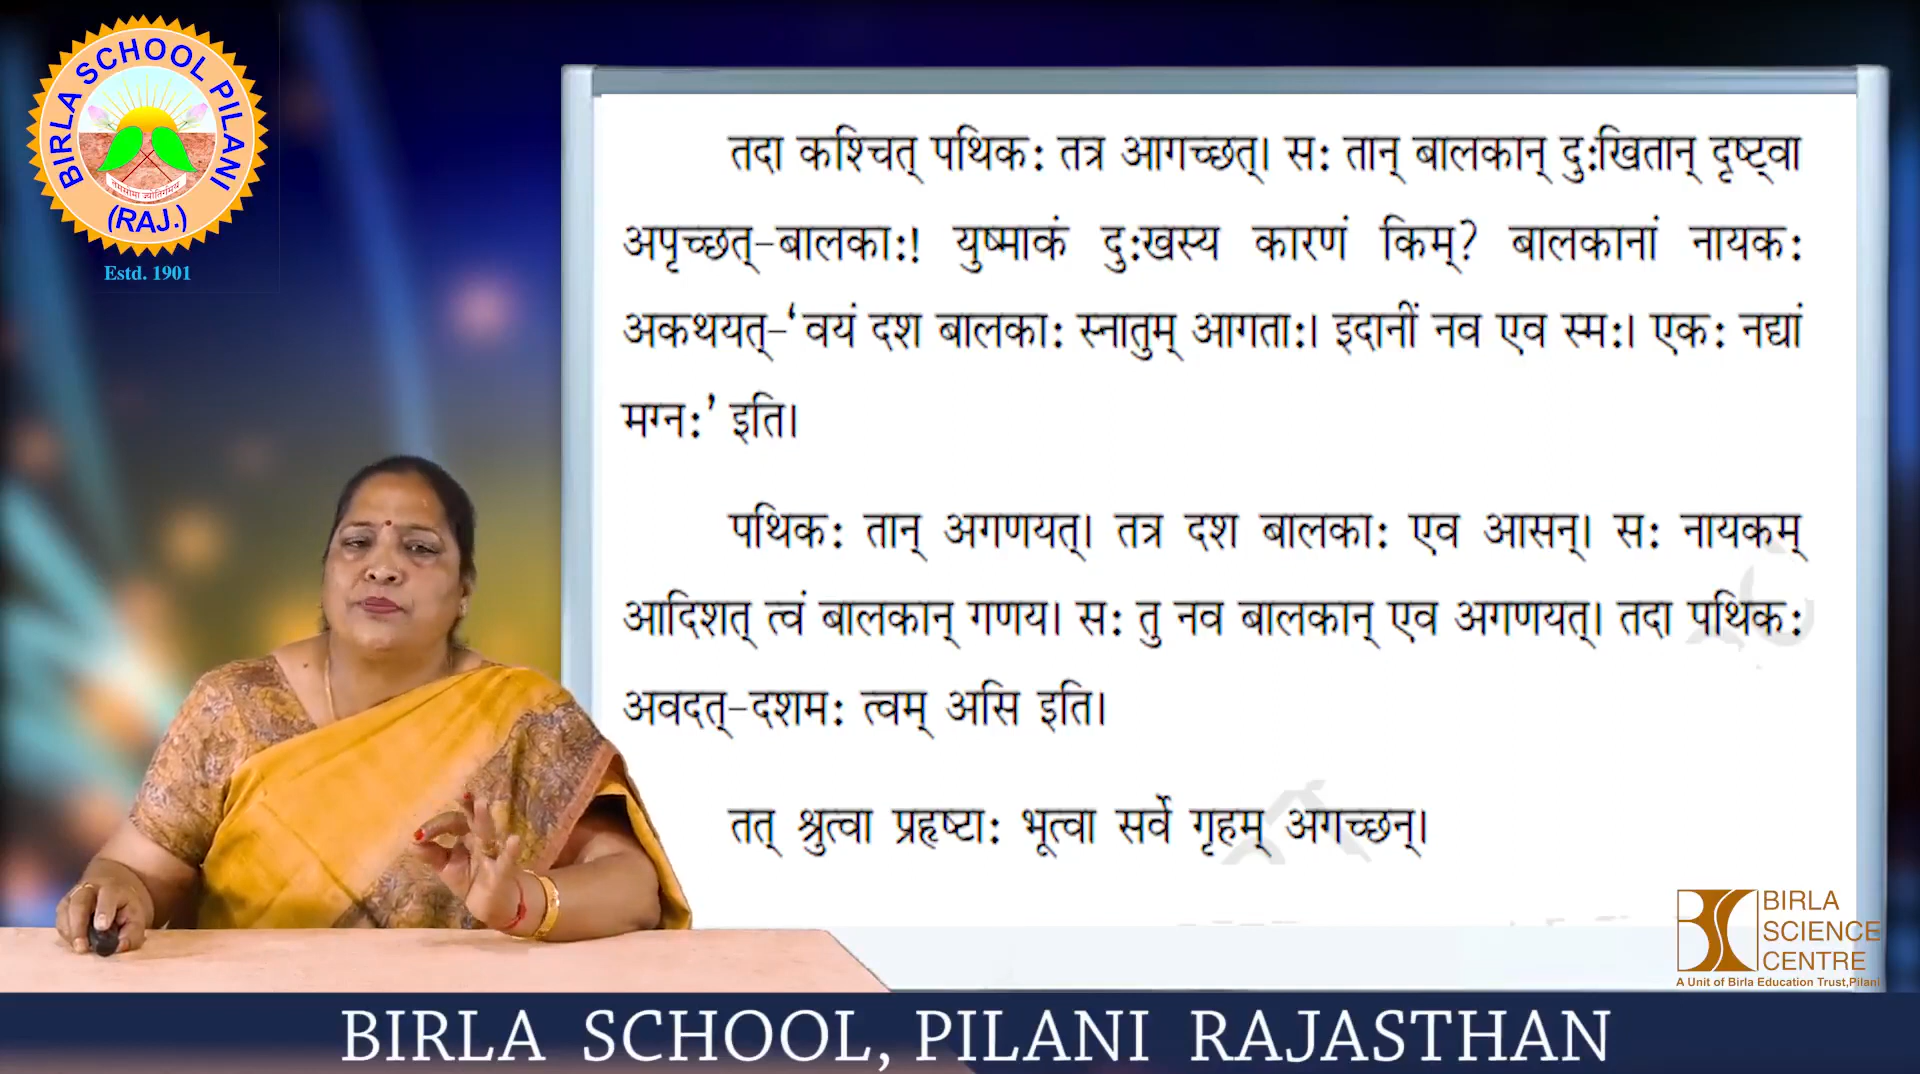 BIRLA SCHOOL PILANI
(RAJ.)
Estd. 1901
तदा कश्चित् पथिकः तत्र आगच्छत्। सः तान् बालकान् दुःखितान् दृष्ट्वा
अपृच्छत्-बालकाः! युष्माकं दुःखस्य कारणं किम्? बालकानां नायकः
अकथयत्-‘वयं दश बालकाः स्नातुम् आगताः। इदानीं नव एव स्मः। एकः नद्यां
मग्नः’ इति।
पथिकः तान् अगणयत्। तत्र दश बालकाः एव आसन्। सः नायकम्
आदिशत् त्वं बालकान् गणय। सः तु नव बालकान् एव अगणयत्। तदा पथिकः
अवदत्-दशमः त्वम् असि इति।
तत् श्रुत्वा प्रहृष्टाः भूत्वा सर्वे गृहम् अगच्छन्।
BIRLA
SCIENCE
CENTRE
A Unit of Birla Education Trust,Pilani
BIRLA SCHOOL, PILANI RAJASTHAN